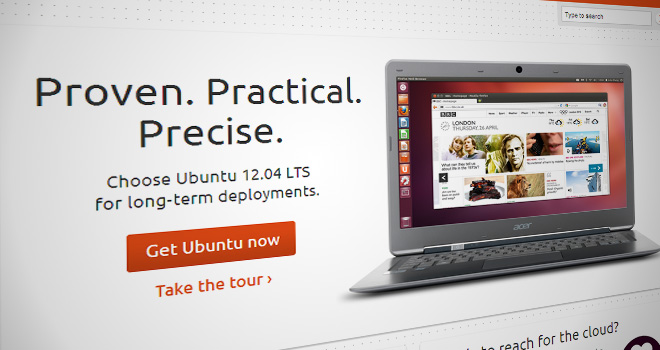 Type to search
Proven. Practical.
Precise.
Choose Ubuntu 12.04 LTS
for long-term deployments.
Get Ubuntu now
Take the tour ›
BBC
LONDON
THURSDAY, 26 APRIL
acer
to reach for the cloud?